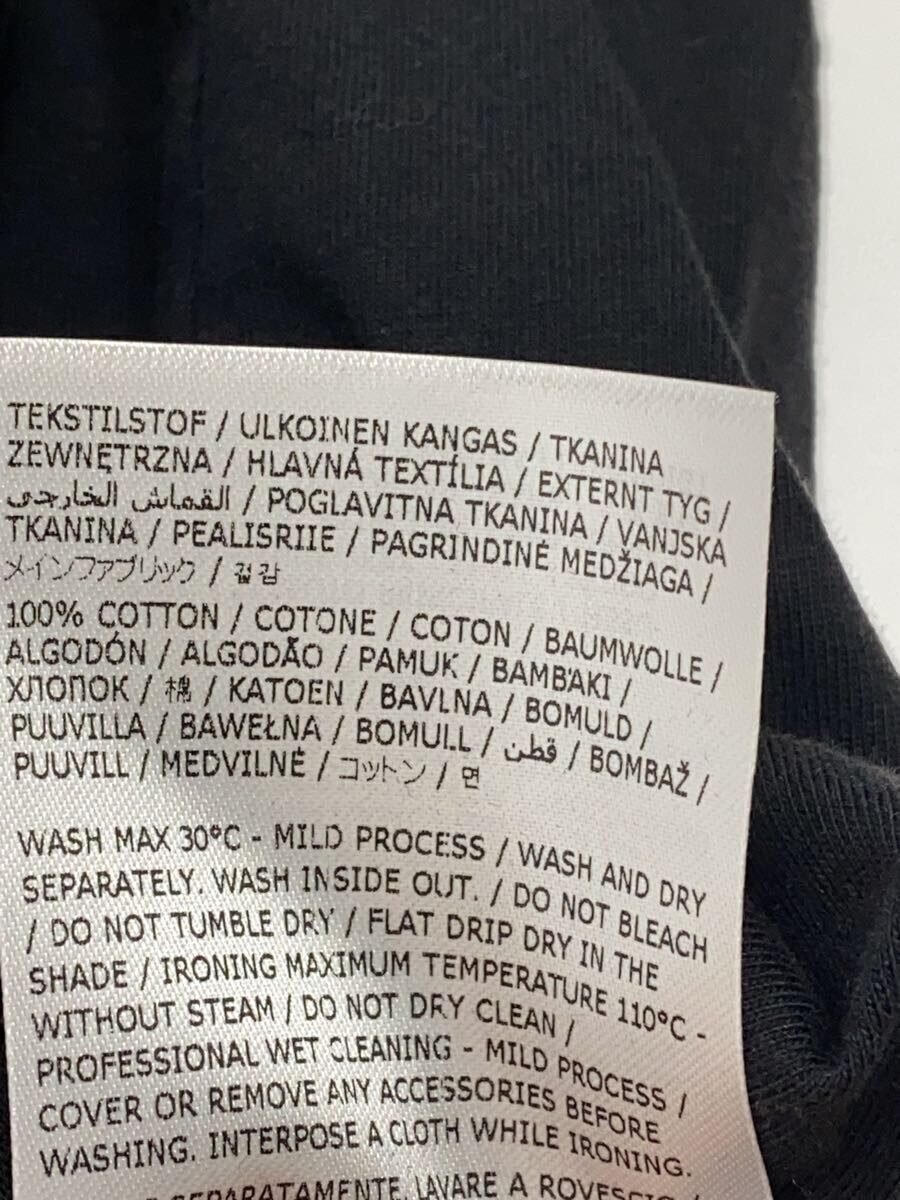 TEKSTILSTOF / ULKOINEN KANGAS / TKANINA
ZEWNĘTRZNA / HLAVNÁ TEXTÍLIA / EXTERNT TYG /
القماش الخارجي / POGLAVITNA TKANINA / VANJSKA
TKANINA / PEALISRIIE / PAGRINDINĖ MEDŽIAGA /
メインファブリック / 겉감
100% COTTON / COTONE / COTON / BAUMWOLLE /
ALGODÓN / ALGODÃO / PAMUK / BAMBAKI /
ХЛОПОК / 棉 / KATOEN / BAVLNA / BOMULD /
PUUVILLA / BAWEŁNA / BOMULL / قطن / BOMBAŽ /
PUUVILL / MEDVILNĖ / コットン / 면
WASH MAX 30°C - MILD PROCESS / WASH AND DRY
SEPARATELY. WASH INSIDE OUT. / DO NOT BLEACH
/ DO NOT TUMBLE DRY / FLAT DRIP DRY IN THE
SHADE / IRONING MAXIMUM TEMPERATURE 110°C -
WITHOUT STEAM / DO NOT DRY CLEAN /
PROFESSIONAL WET CLEANING - MILD PROCESS /
COVER OR REMOVE ANY ACCESSORIES BEFORE
WASHING. INTERPOSE A CLOTH WHILE IRONING.
SEPARATAMENTE. LAVARE A ROVESCIO /